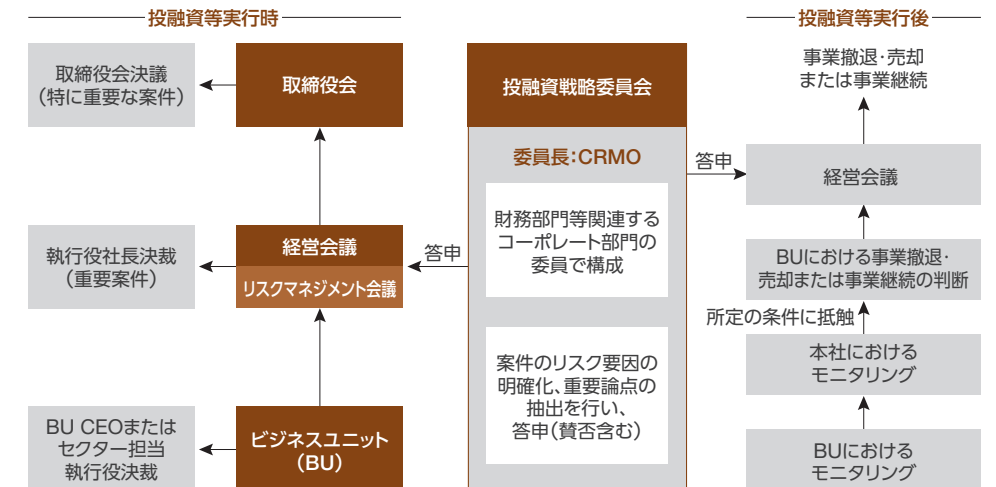 投融資等実行時
取締役会決議
(特に重要な案件)
取締役会
執行役社長決裁
(重要案件)
経営会議
リスクマネジメント会議
答申
BU CEOまたは
セクター担当
執行役決裁
ビジネスユニット
(BU)
投融資戦略委員会
委員長:CRMO
財務部門等関連する
コーポレート部門の
委員で構成
案件のリスク要因の
明確化、重要論点の
抽出を行い、
答申(賛否含む)
投融資等実行後
事業撤退・売却
または事業継続
答申
経営会議
BUにおける事業撤退・
売却または事業継続の判断
所定の条件に抵触
本社における
モニタリング
BUにおける
モニタリング